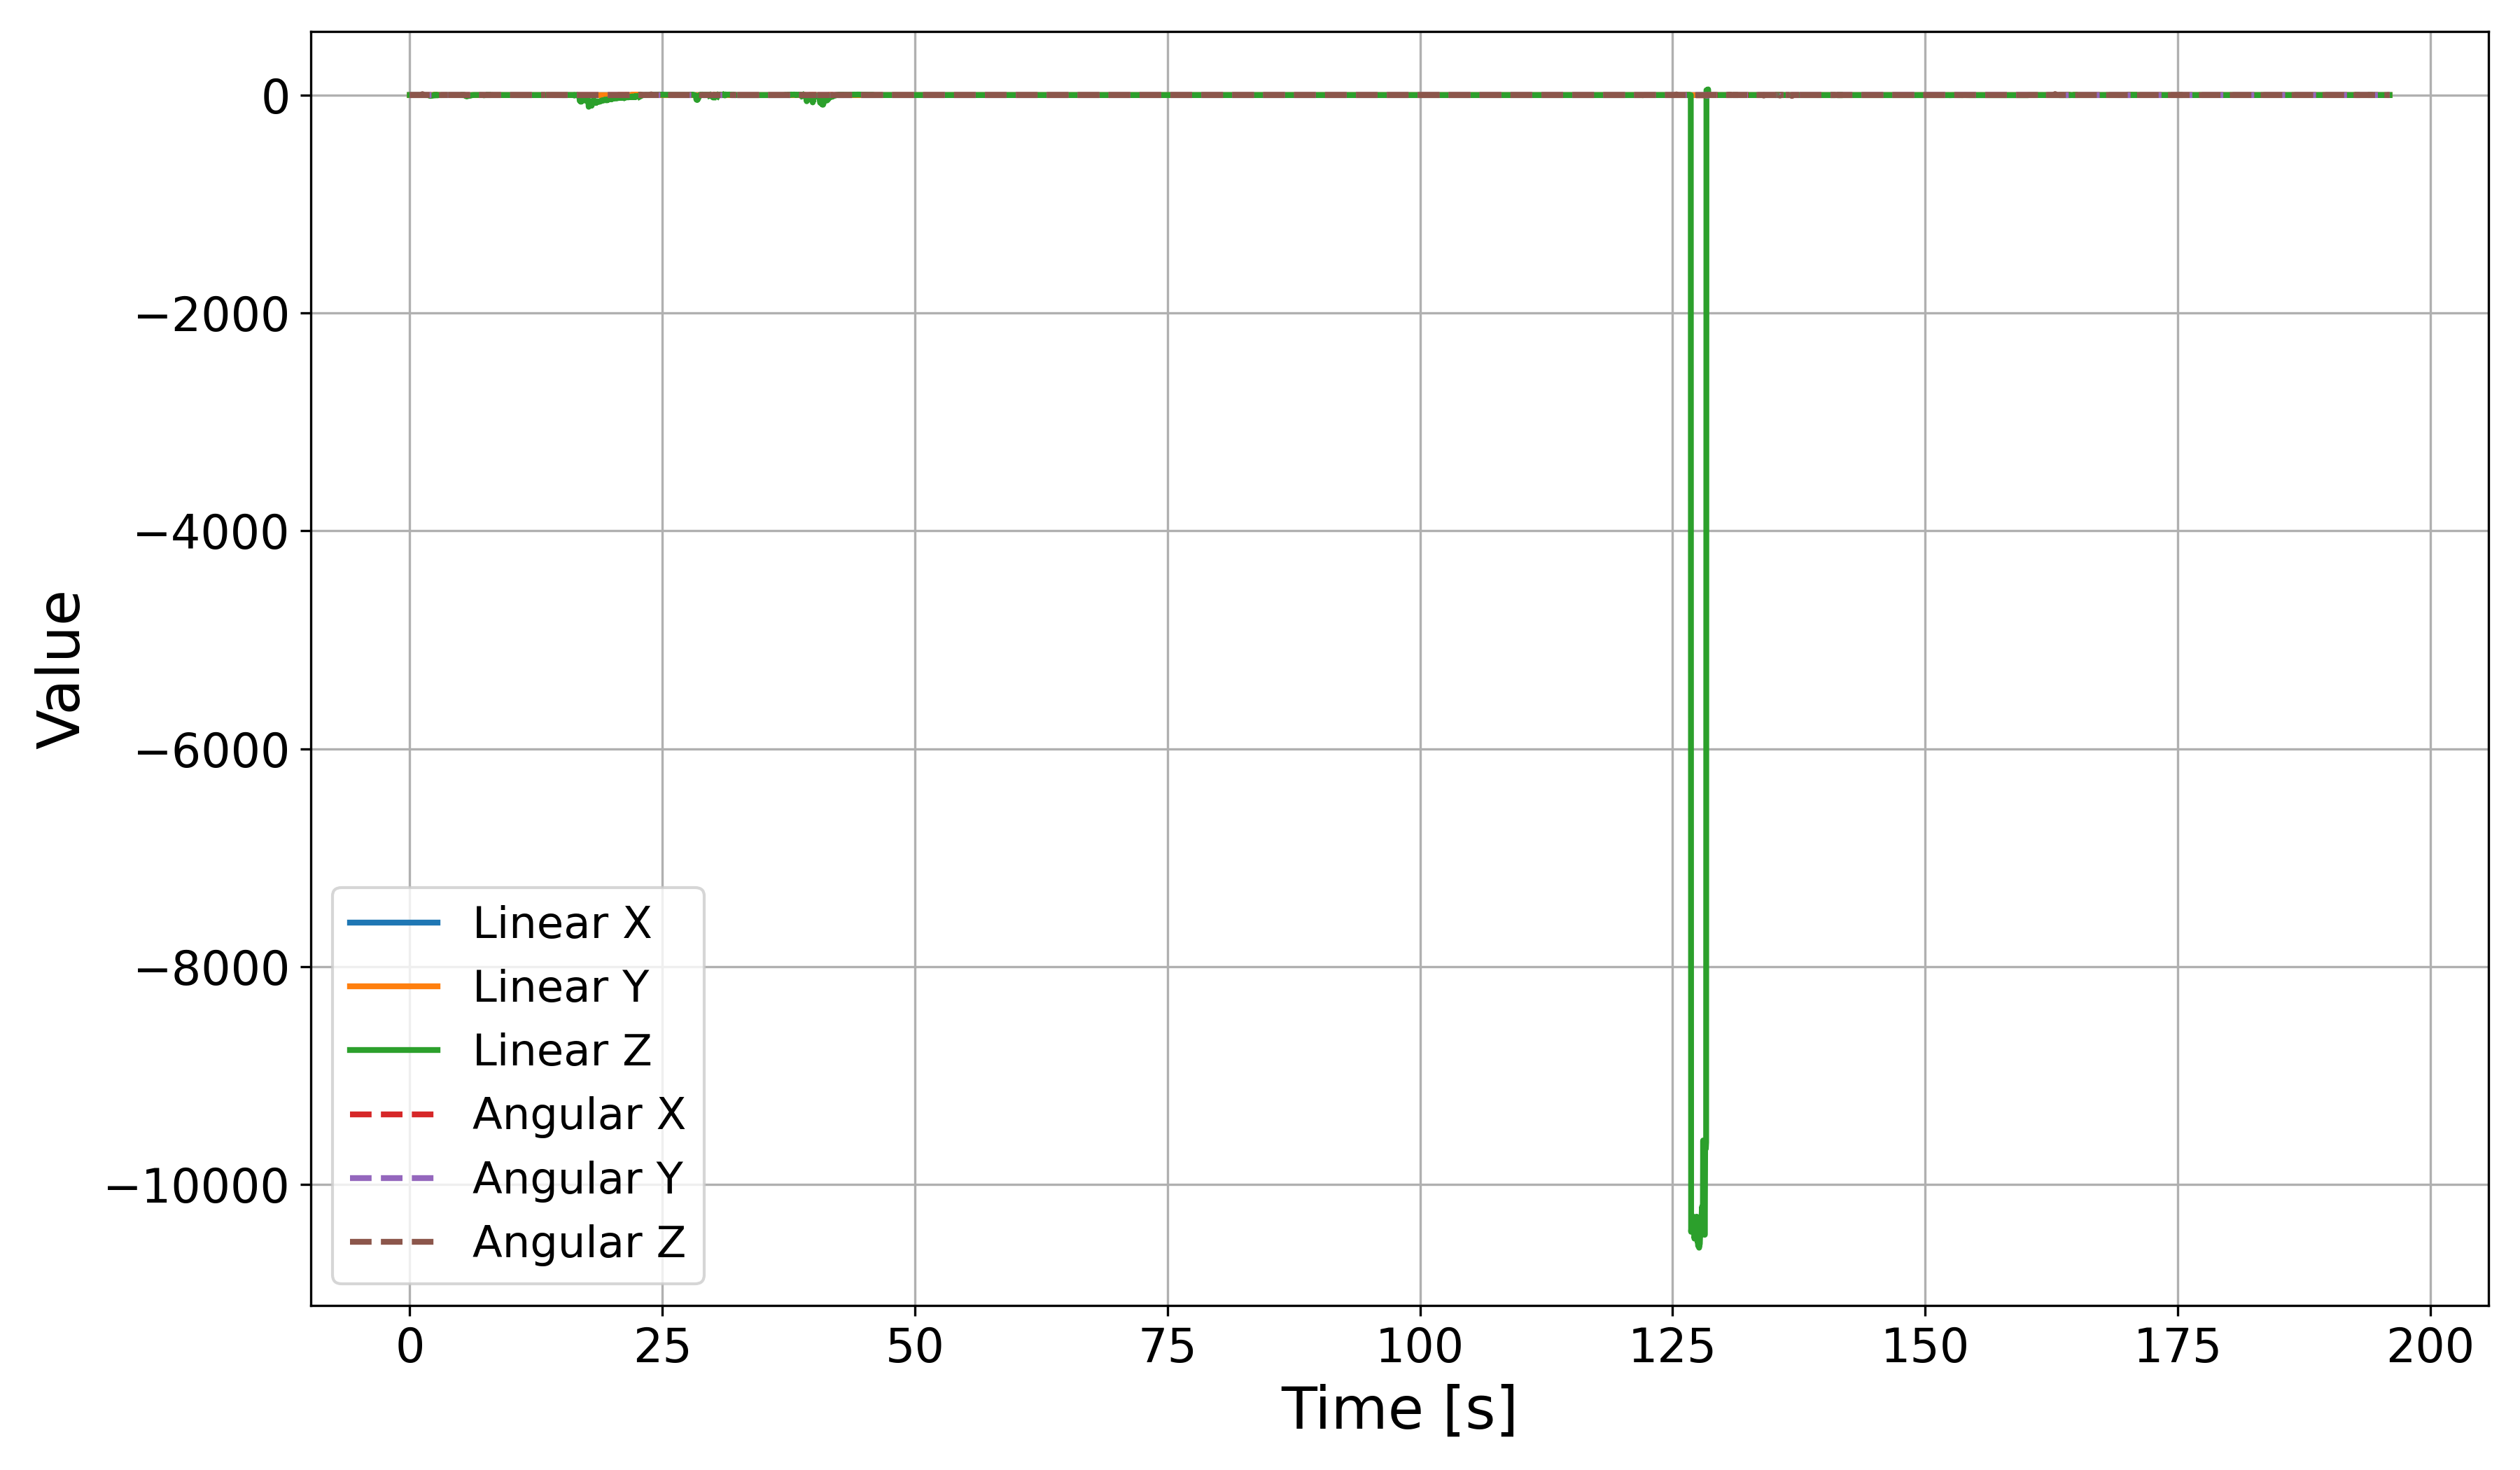 0
−2000
−4000
−6000
−8000
−10000
Value
Linear X
Linear Y
Linear Z
Angular X
Angular Y
Angular Z
0 25 50 75 100 125 150 175 200
Time [s]